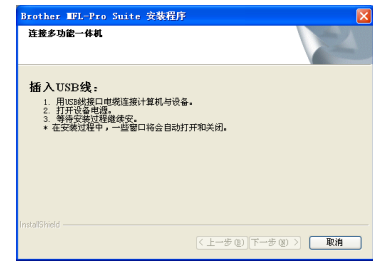 Brother MFL-Pro Suite 安装程序
连接多功能一体机
插入USB线：
1. 用USB线接口电缆连接计算机与设备。
2. 打开设备电源。
3. 等待安装过程继续安。
* 在安装过程中，一些窗口将会自动打开和关闭。
InstallShield
< 上一步(B) 下一步(N) > 取消